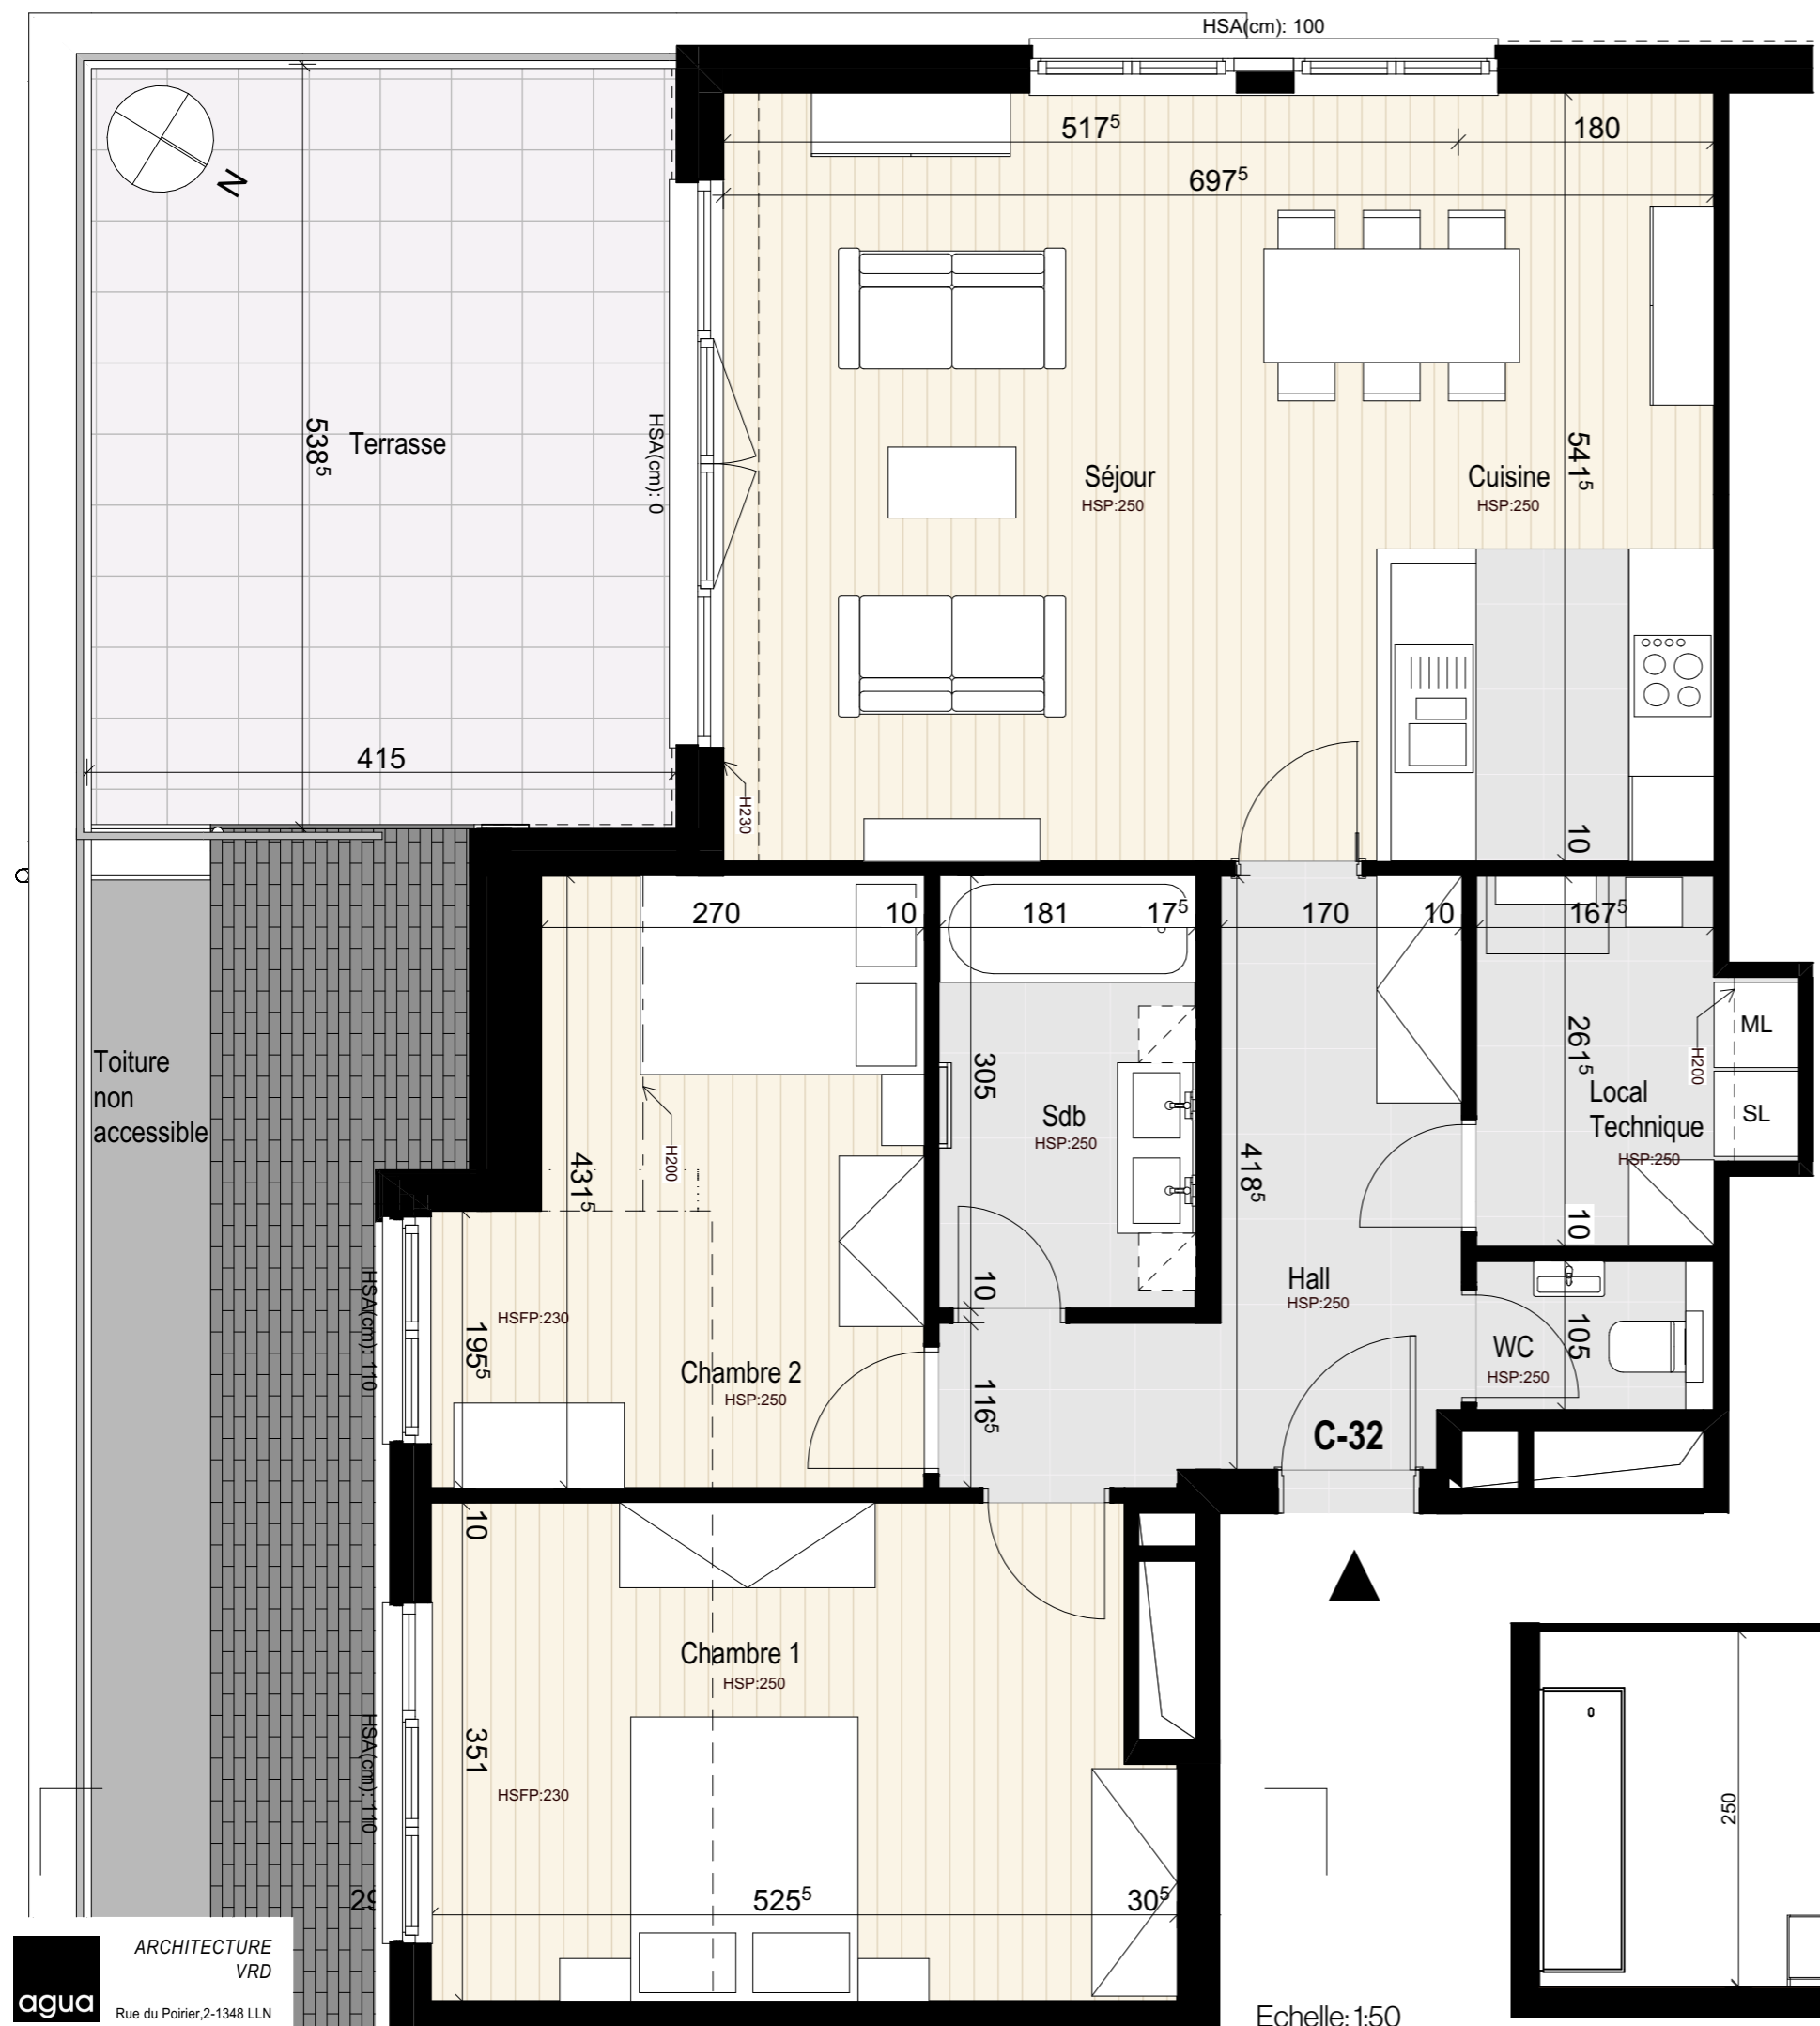 HSA(cm): 100
517⁵
180
697⁵
N
538⁵
Terrasse
HSA(cm): 0
Séjour
HSP:250
Cuisine
HSP:250
541⁵
415
H230
10
270
10
181
17⁵
170
10
167⁵
Toiture
non
accessible
431⁵
H200
305
Sdb
HSP:250
418⁵
261⁵
H200
ML
SL
Local
Technique
HSP:250
10
10
Hall
HSP:250
HSA(cm): 110
HSFP:230
195⁵
Chambre 2
HSP:250
116⁵
WC
HSP:250
105
C-32
10
Chambre 1
HSP:250
351
HSA(cm): 110
HSFP:230
250
29
525⁵
30⁵
agua
ARCHITECTURE
VRD
Rue du Poirier,2-1348 LLN
Echelle: 1:50